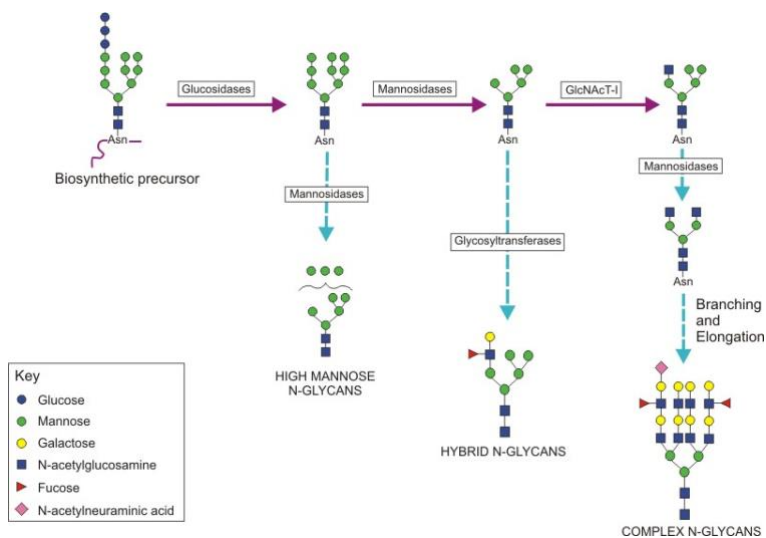 Glucosidases
Mannosidases
GlcNAcT-I
Asn
Asn
Asn
Asn
Biosynthetic precursor
Mannosidases
Mannosidases
Glycosyltransferases
Asn
Branching
and
Elongation
HIGH MANNOSE
N-GLYCANS
HYBRID N-GLYCANS
COMPLEX N-GLYCANS
Key
Glucose
Mannose
Galactose
N-acetylglucosamine
Fucose
N-acetylneuraminic acid